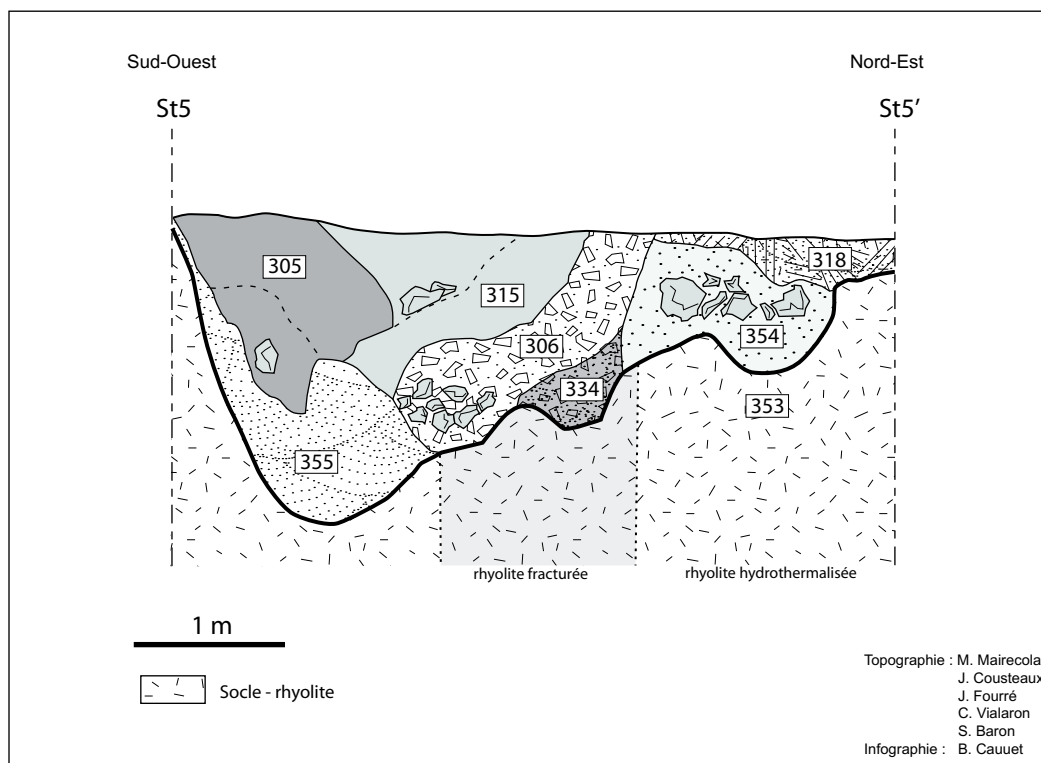 Sud-Ouest Nord-Est
St5 St5'
305
315
318
306
354
334
353
355
rhyolite fracturée rhyolite hydrothermalisée
1 m
Socle - rhyolite
Topographie : M. Mairecola
J. Cousteaux
J. Fourré
C. Vialaron
S. Baron
Infographie : B. Cauuet